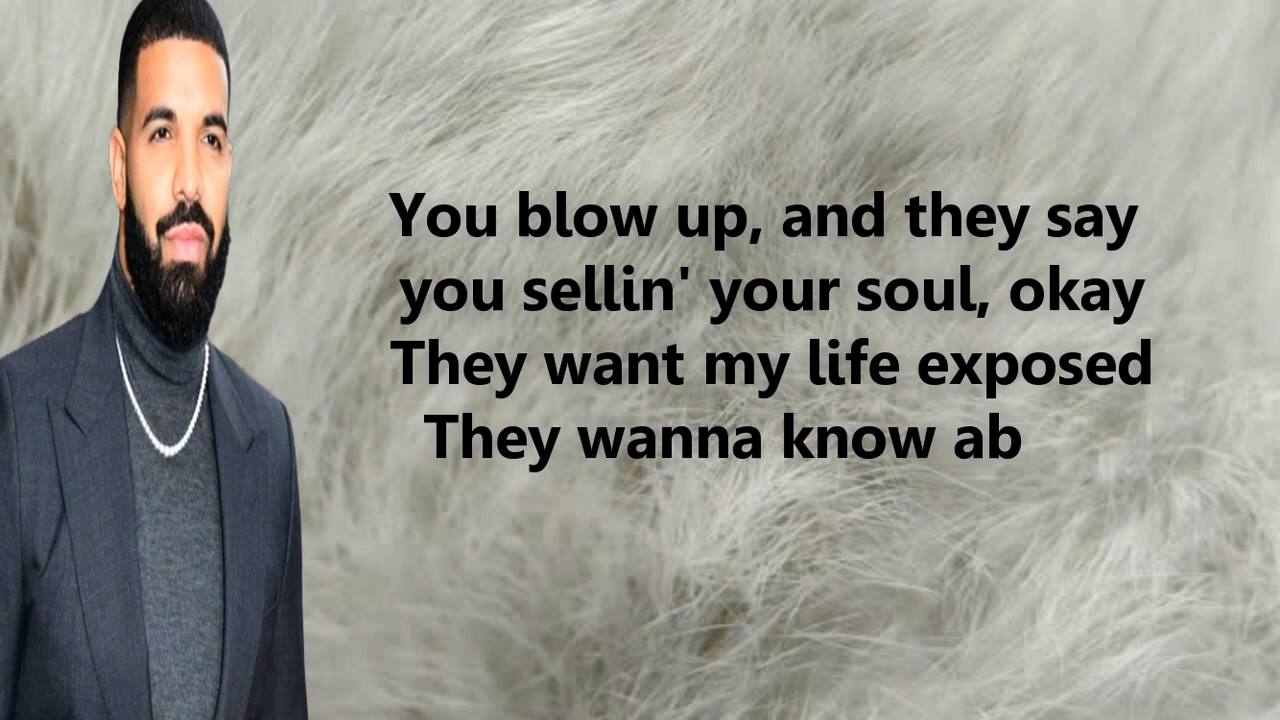 You blow up, and they say
you sellin' your soul, okay
They want my life exposed
They wanna know ab